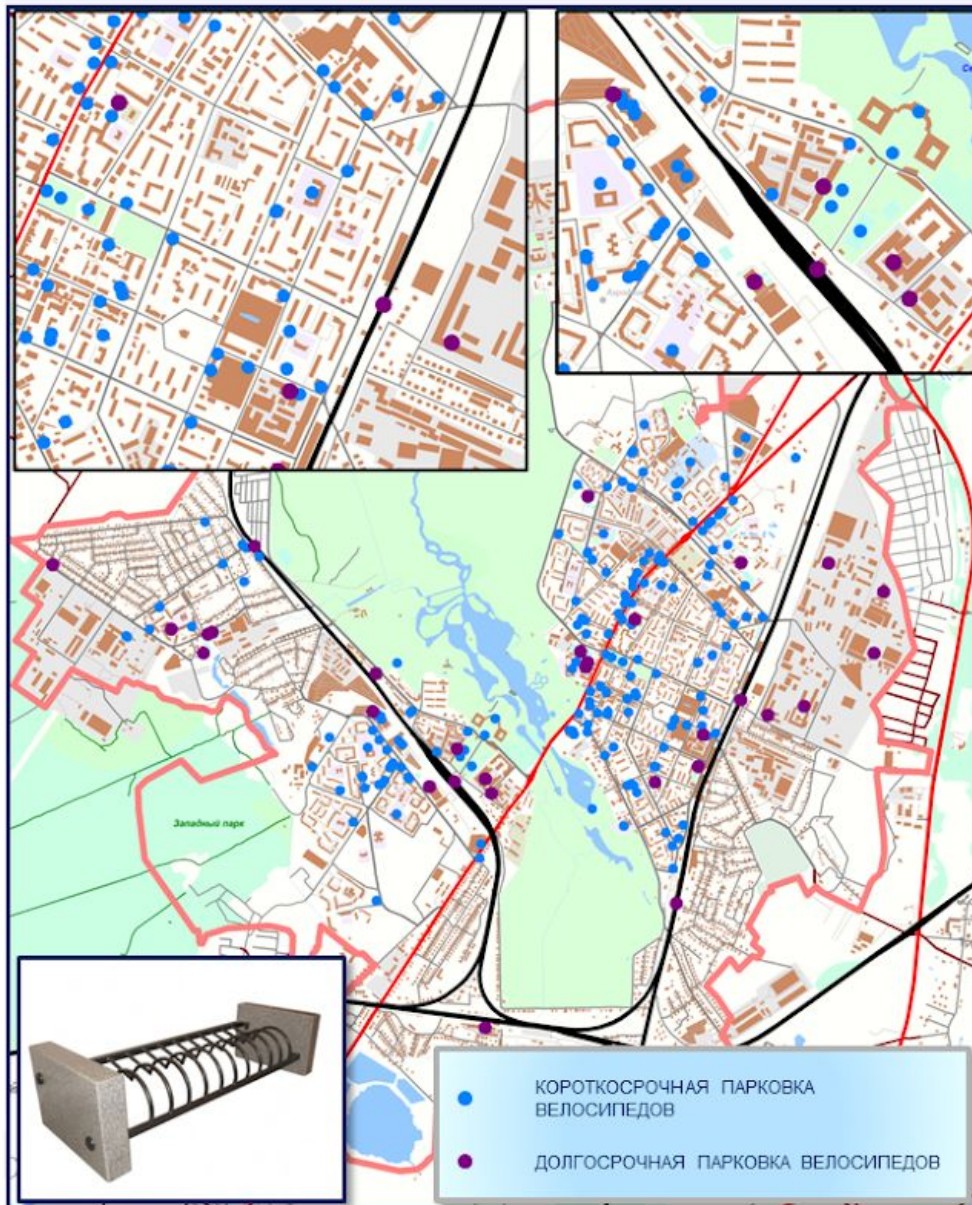 Западный парк
КОРОТКОСРОЧНАЯ ПАРКОВКА
ВЕЛОСИПЕДОВ
ДОЛГОСРОЧНАЯ ПАРКОВКА ВЕЛОСИПЕДОВ